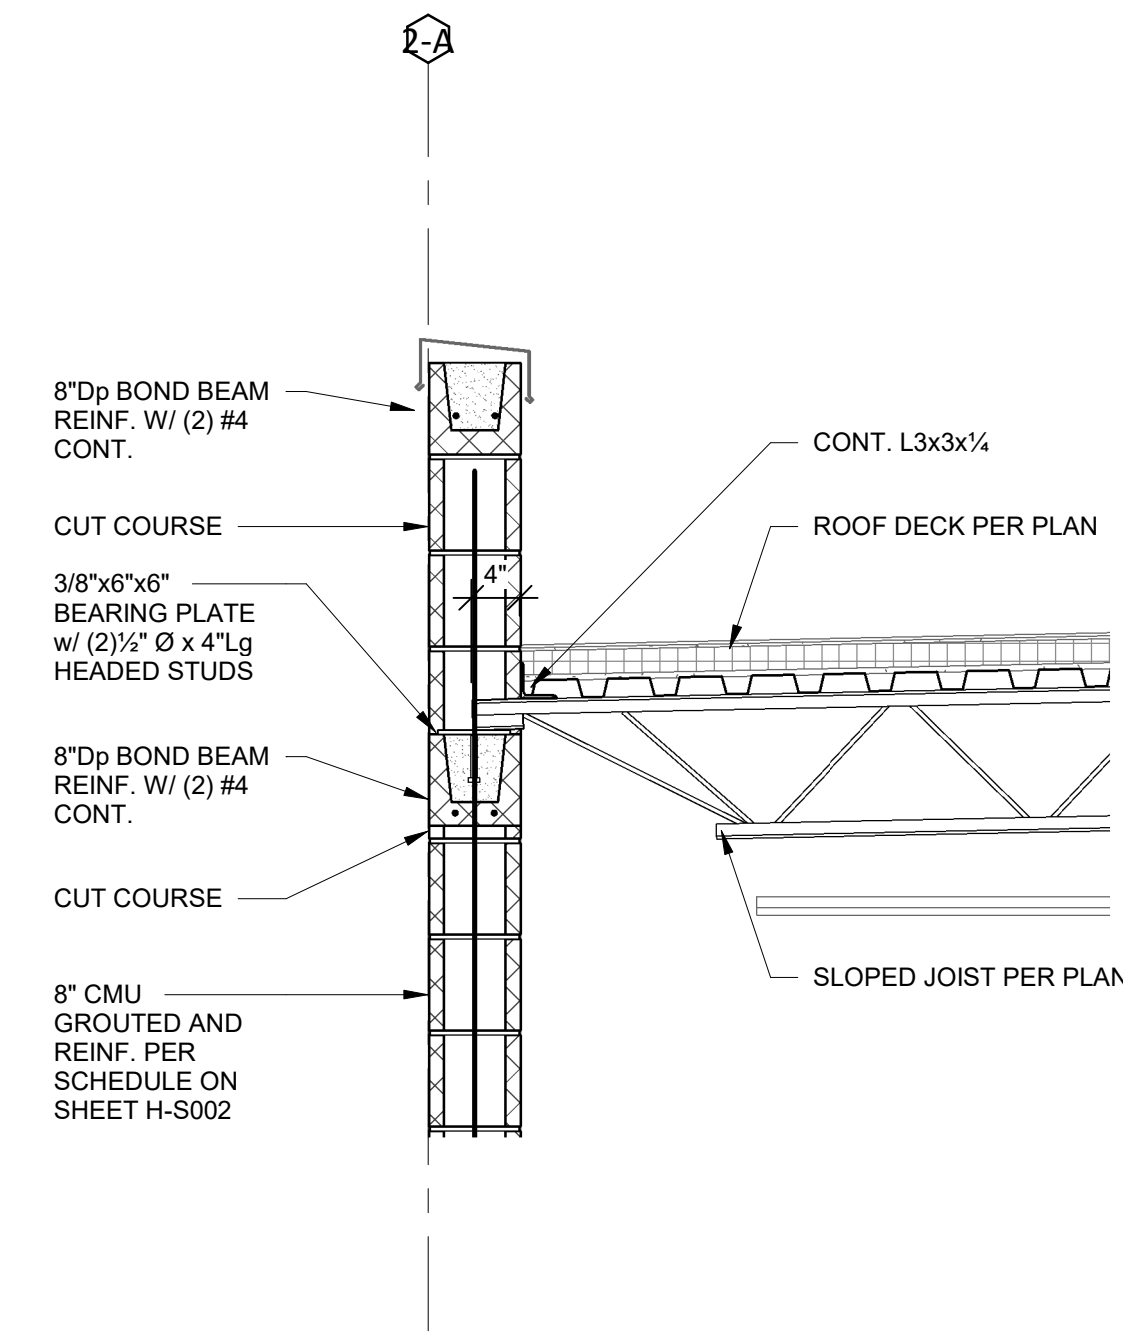 2-A
8"Dp BOND BEAM
REINF. W/ (2) #4
CONT.
CONT. L3x3x¼
CUT COURSE
ROOF DECK PER PLAN
3/8"x6"x6"
BEARING PLATE
w/ (2)½" Ø x 4"Lg
HEADED STUDS
4"
8"Dp BOND BEAM
REINF. W/ (2) #4
CONT.
CUT COURSE
SLOPED JOIST PER PLAN
8" CMU
GROUTED AND
REINF. PER
SCHEDULE ON
SHEET H-S002